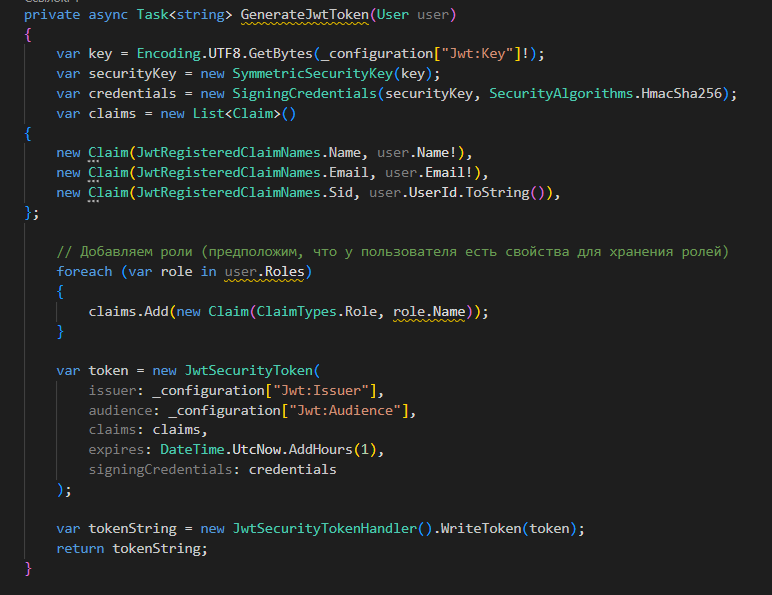 private async Task<string> GenerateJwtToken(User user)
{
    var key = Encoding.UTF8.GetBytes(_configuration["Jwt:Key"]!);
    var securityKey = new SymmetricSecurityKey(key);
    var credentials = new SigningCredentials(securityKey, SecurityAlgorithms.HmacSha256);
    var claims = new List<Claim>()
{
    new Claim(JwtRegisteredClaimNames.Name, user.Name!),
    new Claim(JwtRegisteredClaimNames.Email, user.Email!),
    new Claim(JwtRegisteredClaimNames.Sid, user.UserId.ToString()),
};
    // Добавляем роли (предположим, что у пользователя есть свойства для хранения ролей)
    foreach (var role in user.Roles)
    {
        claims.Add(new Claim(ClaimTypes.Role, role.Name));
    }
    var token = new JwtSecurityToken(
        issuer: _configuration["Jwt:Issuer"],
        audience: _configuration["Jwt:Audience"],
        claims: claims,
        expires: DateTime.UtcNow.AddHours(1),
        signingCredentials: credentials
    );
    var tokenString = new JwtSecurityTokenHandler().WriteToken(token);
    return tokenString;
}